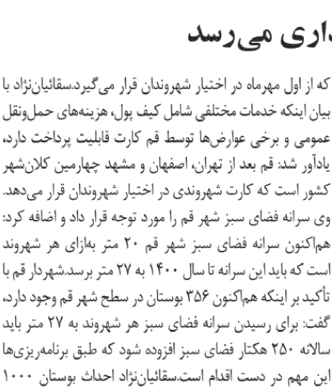 داری می‌رسد
که از اول مهرماه در اختیار شهروندان قرار می‌گیرد.سقائیان‌نژاد با
بیان اینکه خدمات مختلفی شامل کیف پول، هزینه‌های حمل‌ونقل
عمومی و برخی عوارض‌ها توسط قم کارت قابلیت پرداخت دارد،
یادآور شد: قم بعد از تهران، اصفهان و مشهد چهارمین کلان‌شهر
کشور است که کارت شهروندی در اختیار شهروندان قرار می‌دهد.
وی سرانه فضای سبز شهر قم را مورد توجه قرار داد و اضافه کرد:
هم‌اکنون سرانه فضای سبز شهر قم ۲۰ متر به‌ازای هر شهروند
است که باید این سرانه تا سال ۱۴۰۰ به ۲۷ متر برسد.شهردار قم با
تأکید بر اینکه هم‌اکنون ۳۵۶ بوستان در سطح شهر قم وجود دارد،
گفت: برای رسیدن سرانه فضای سبز هر شهروند به ۲۷ متر باید
سالانه ۲۵۰ هکتار فضای سبز افزوده شود که طبق برنامه‌ریزی‌ها
این مهم در دست اقدام است.سقائیان‌نژاد احداث بوستان ۱۰۰۰